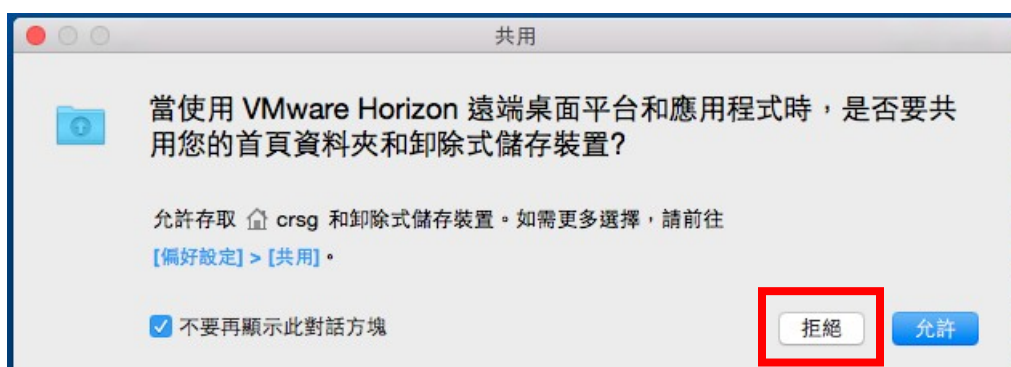 共用
當使用 VMware Horizon 遠端桌面平台和應用程式時，是否要共
用您的首頁資料夾和卸除式儲存裝置?
允許存取 crsg 和卸除式儲存裝置。如需更多選擇，請前往
[偏好設定] > [共用]。
不要再顯示此對話方塊
拒絕 允許